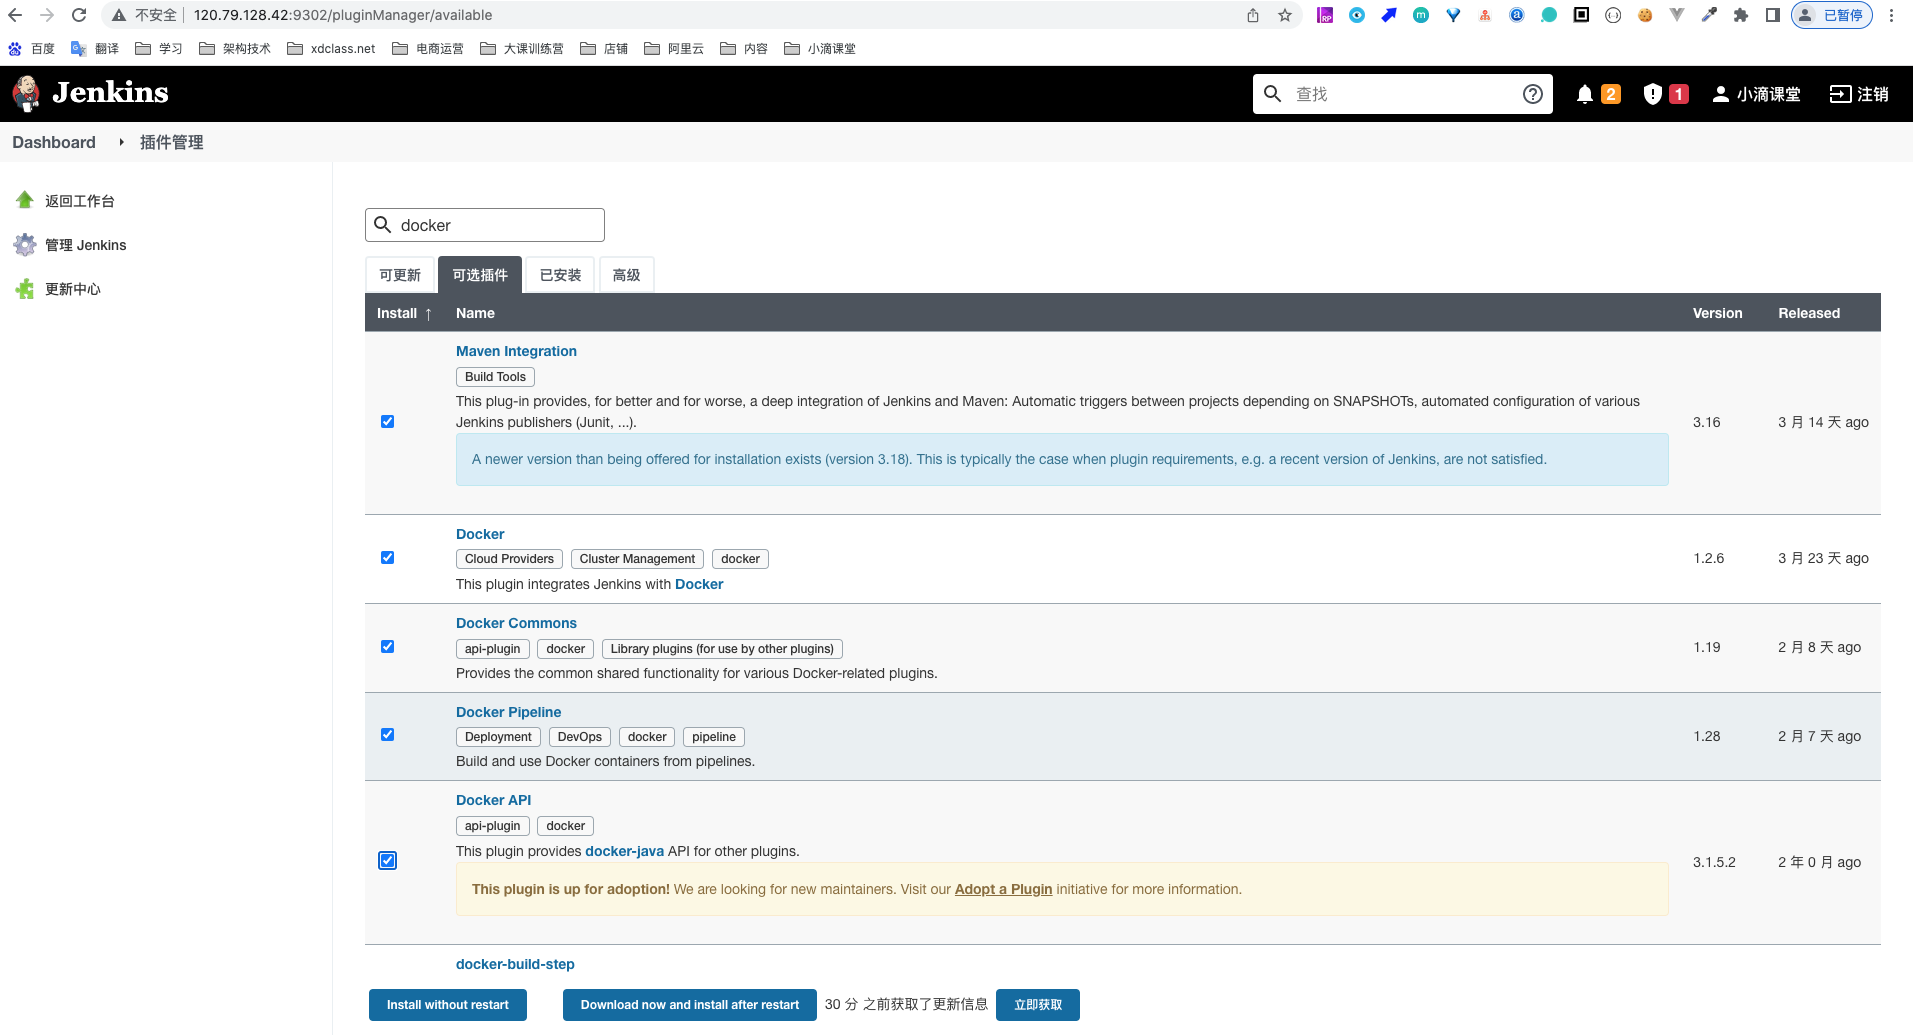 不安全 120.79.128.42:9302/pluginManager/available 已暂停
百度 翻译 学习 架构技术 xdclass.net 电商运营 大课训练营 店铺 阿里云 内容 小滴课堂
Jenkins 查找 2 1 小滴课堂 注销
Dashboard 插件管理
返回工作台
管理 Jenkins
更新中心
docker
可更新 可选插件 已安装 高级
Install ↑ Name Version Released
Maven Integration
Build Tools
This plug-in provides, for better and for worse, a deep integration of Jenkins and Maven: Automatic triggers between projects depending on SNAPSHOTs, automated configuration of various
Jenkins publishers (Junit, ...).
3.16 3 月 14 天 ago
A newer version than being offered for installation exists (version 3.18). This is typically the case when plugin requirements, e.g. a recent version of Jenkins, are not satisfied.
Docker
Cloud Providers Cluster Management docker
1.2.6 3 月 23 天 ago
This plugin integrates Jenkins with Docker
Docker Commons
api-plugin docker Library plugins (for use by other plugins)
1.19 2 月 8 天 ago
Provides the common shared functionality for various Docker-related plugins.
Docker Pipeline
Deployment DevOps docker pipeline
1.28 2 月 7 天 ago
Build and use Docker containers from pipelines.
Docker API
api-plugin docker
This plugin provides docker-java API for other plugins.
3.1.5.2 2 年 0 月 ago
This plugin is up for adoption! We are looking for new maintainers. Visit our Adopt a Plugin initiative for more information.
docker-build-step
Install without restart Download now and install after restart 30 分 之前获取了更新信息 立即获取